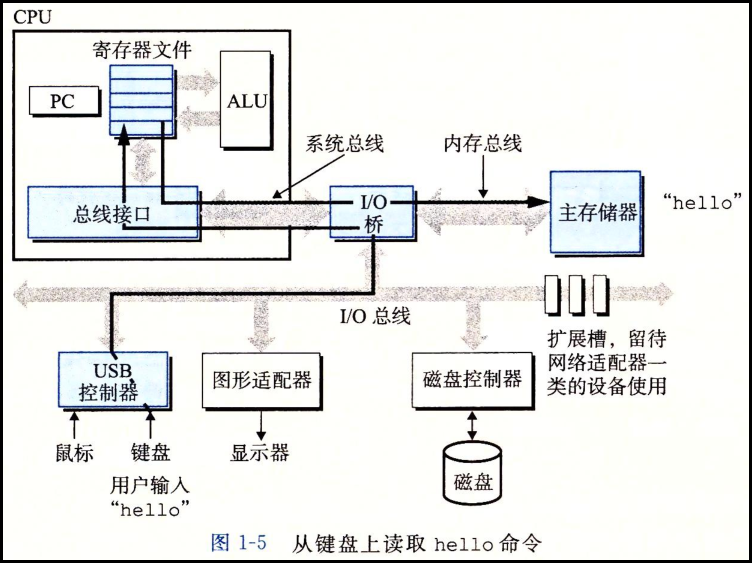 CPU
寄存器文件
PC
ALU
系统总线
内存总线
总线接口
I/O
桥
主存储器
“hello”
I/O 总线
扩展槽，留待
网络适配器一
类的设备使用
USB
控制器
图形适配器
磁盘控制器
鼠标
键盘
显示器
磁盘
用户输入
“hello”
图 1-5 从键盘上读取 hello 命令